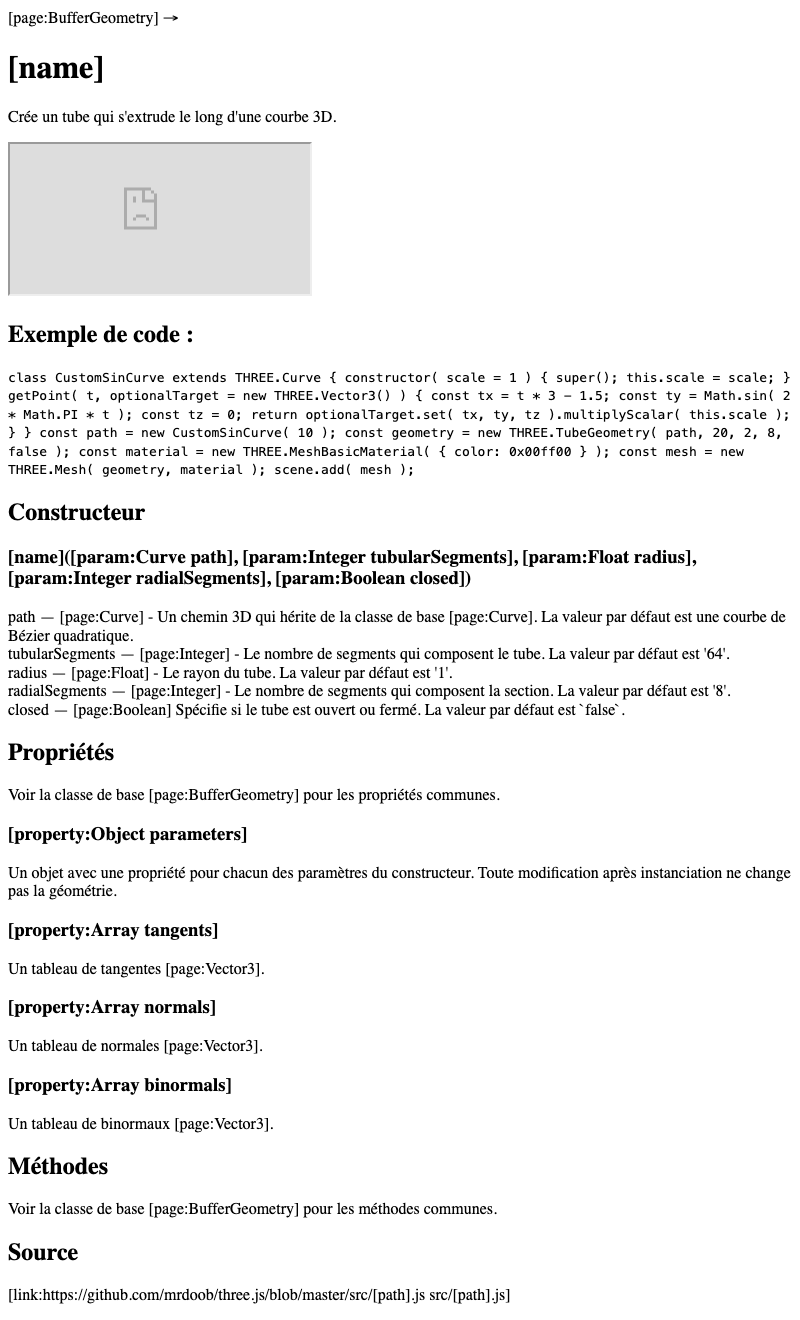 [page:BufferGeometry] →
[name]
Crée un tube qui s'extrude le long d'une courbe 3D.
Exemple de code :
class CustomSinCurve extends THREE.Curve { constructor( scale = 1 ) { super(); this.scale = scale; }
getPoint( t, optionalTarget = new THREE.Vector3() ) { const tx = t * 3 - 1.5; const ty = Math.sin( 2
* Math.PI * t ); const tz = 0; return optionalTarget.set( tx, ty, tz ).multiplyScalar( this.scale );
} } const path = new CustomSinCurve( 10 ); const geometry = new THREE.TubeGeometry( path, 20, 2, 8,
false ); const material = new THREE.MeshBasicMaterial( { color: 0x00ff00 } ); const mesh = new
THREE.Mesh( geometry, material ); scene.add( mesh );
Constructeur
[name]([param:Curve path], [param:Integer tubularSegments], [param:Float radius],
[param:Integer radialSegments], [param:Boolean closed])
path — [page:Curve] - Un chemin 3D qui hérite de la classe de base [page:Curve]. La valeur par défaut est une courbe de
Bézier quadratique.
tubularSegments — [page:Integer] - Le nombre de segments qui composent le tube. La valeur par défaut est '64'.
radius — [page:Float] - Le rayon du tube. La valeur par défaut est '1'.
radialSegments — [page:Integer] - Le nombre de segments qui composent la section. La valeur par défaut est '8'.
closed — [page:Boolean] Spécifie si le tube est ouvert ou fermé. La valeur par défaut est `false`.
Propriétés
Voir la classe de base [page:BufferGeometry] pour les propriétés communes.
[property:Object parameters]
Un objet avec une propriété pour chacun des paramètres du constructeur. Toute modification après instanciation ne change
pas la géométrie.
[property:Array tangents]
Un tableau de tangentes [page:Vector3].
[property:Array normals]
Un tableau de normales [page:Vector3].
[property:Array binormals]
Un tableau de binormaux [page:Vector3].
Méthodes
Voir la classe de base [page:BufferGeometry] pour les méthodes communes.
Source
[link:https://github.com/mrdoob/three.js/blob/master/src/[path].js src/[path].js]